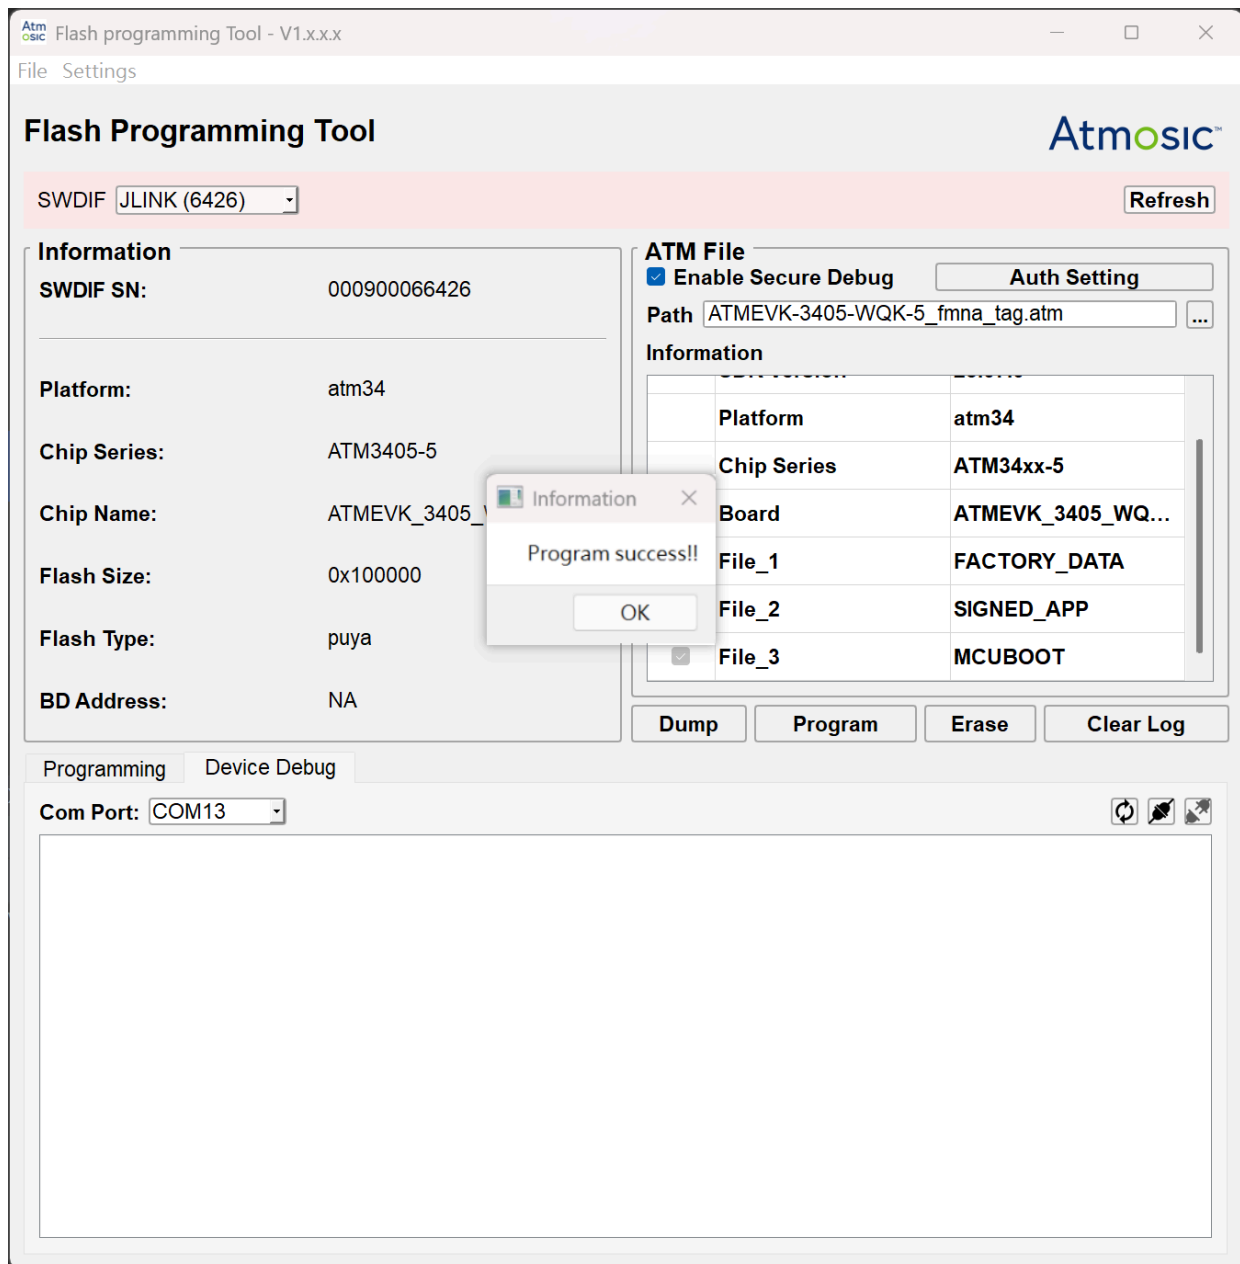 Atm
osic
Flash programming Tool - V1.x.x.x
File Settings
Flash Programming Tool
Atmosic™
SWDIF JLINK (6426)
Refresh
Information
SWDIF SN: 000900066426
Platform: atm34
Chip Series: ATM3405-5
Chip Name: ATMEVK_3405_
Flash Size: 0x100000
Flash Type: puya
BD Address: NA
ATM File
Enable Secure Debug
Auth Setting
Path ATMEVK-3405-WQK-5_fmna_tag.atm ...
Information
Platform atm34
Chip Series ATM34xx-5
Board ATMEVK_3405_WQ...
File_1 FACTORY_DATA
File_2 SIGNED_APP
File_3 MCUBOOT
Information
Program success!!
OK
Dump Program Erase Clear Log
Programming Device Debug
Com Port: COM13